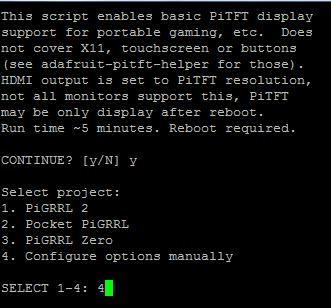 This script enables basic PiTFT display
support for portable gaming, etc.  Does
not cover X11, touchscreen or buttons
(see adafruit-pitft-helper for those).
HDMI output is set to PiTFT resolution,
not all monitors support this, PiTFT
may be only display after reboot.
Run time ~5 minutes. Reboot required.
CONTINUE? [y/N] y
Select project:
1. PiGRRL 2
2. Pocket PiGRRL
3. PiGRRL Zero
4. Configure options manually
SELECT 1-4: 4